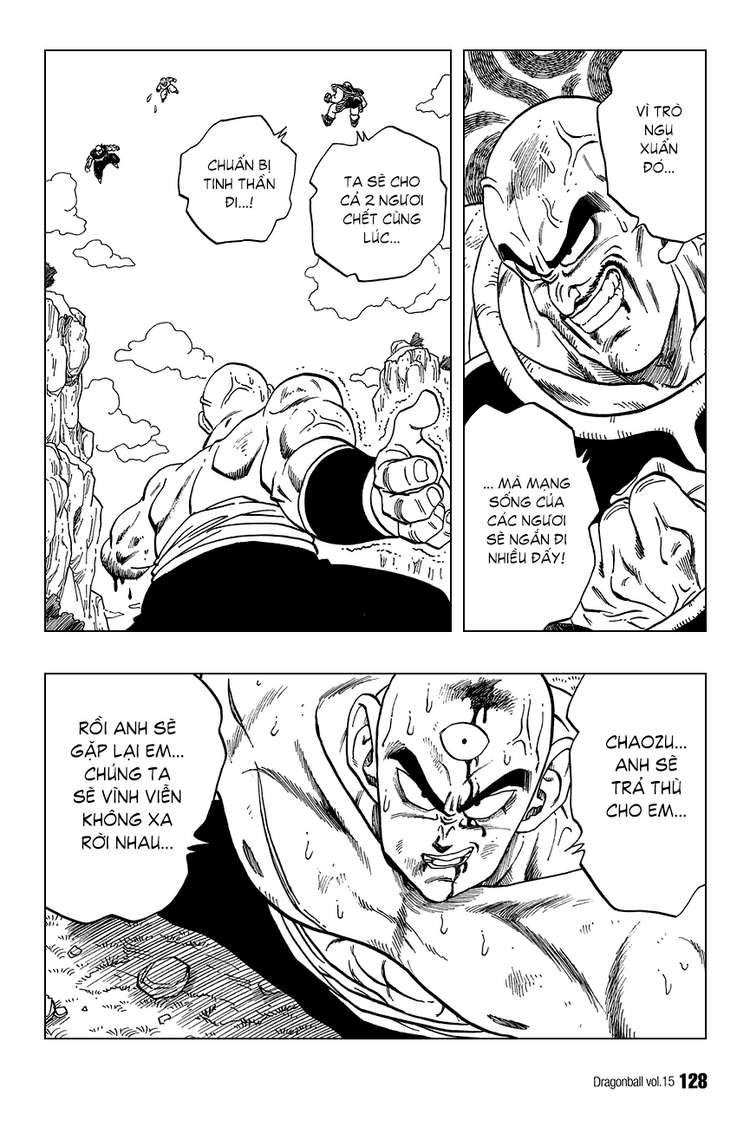 VÌ TRÒ
NGU
XUẨN
ĐÓ...
... MÀ MẠNG
SỐNG CỦA
CÁC NGƯƠI
SẼ NGẮN ĐI
NHIỀU ĐẤY!
TA SẼ CHO
CẢ 2 NGƯƠI
CHẾT CÙNG
LÚC...
CHUẨN BỊ
TINH THẦN
ĐI...!
CHAOZU...
ANH SẼ
TRẢ THÙ
CHO EM...
RỒI ANH SẼ
GẶP LẠI EM...
CHÚNG TA
SẼ VĨNH VIỄN
KHÔNG XA
RỜI NHAU...
Dragonball vol.15 128